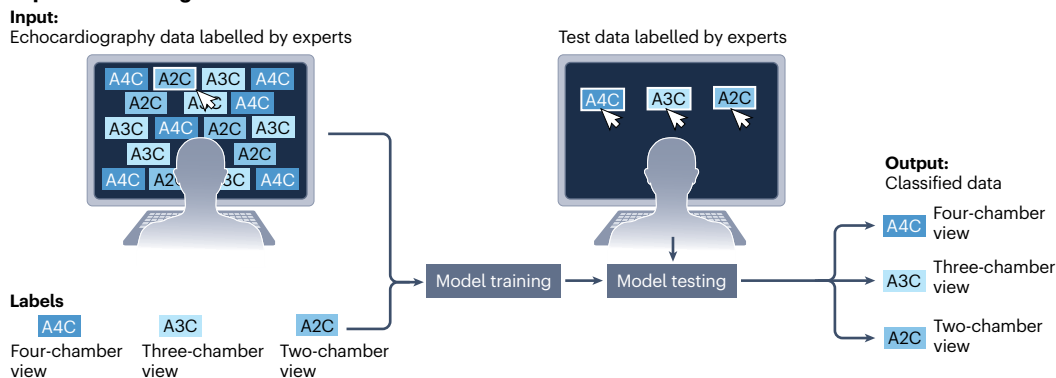 Input:
Echocardiography data labelled by experts
A4C A2C A3C A4C
A2C A3C A4C
A3C A4C A2C A3C
A3C A2C
A4C A4C
Test data labelled by experts
A4C A3C A2C
Model training
Model testing
Labels
A4C
Four-chamber
view
A3C
Three-chamber
view
A2C
Two-chamber
view
Output:
Classified data
A4C
Four-chamber
view
A3C
Three-chamber
view
A2C
Two-chamber
view